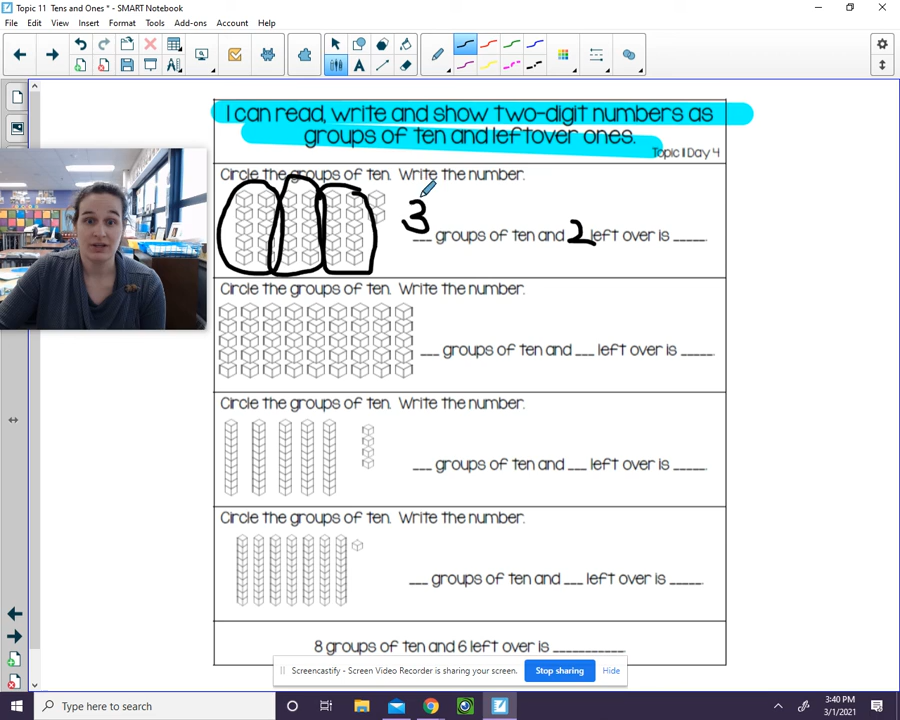 Topic 11 Tens and Ones * - SMART Notebook
File Edit View Insert Format Tools Add-ons Account Help
I can read, write and show two-digit numbers as
groups of ten and leftover ones.
Topic 11 Day 4
Circle the groups of ten. Write the number.
3 groups of ten and 2 left over is _____.
Circle the groups of ten. Write the number.
___ groups of ten and ___ left over is _____.
Circle the groups of ten. Write the number.
___ groups of ten and ___ left over is _____.
Circle the groups of ten. Write the number.
___ groups of ten and ___ left over is _____.
8 groups of ten and 6 left over is ___________.
Screencastify - Screen Video Recorder is sharing your screen. Stop sharing Hide
Type here to search
3:40 PM
3/1/2021